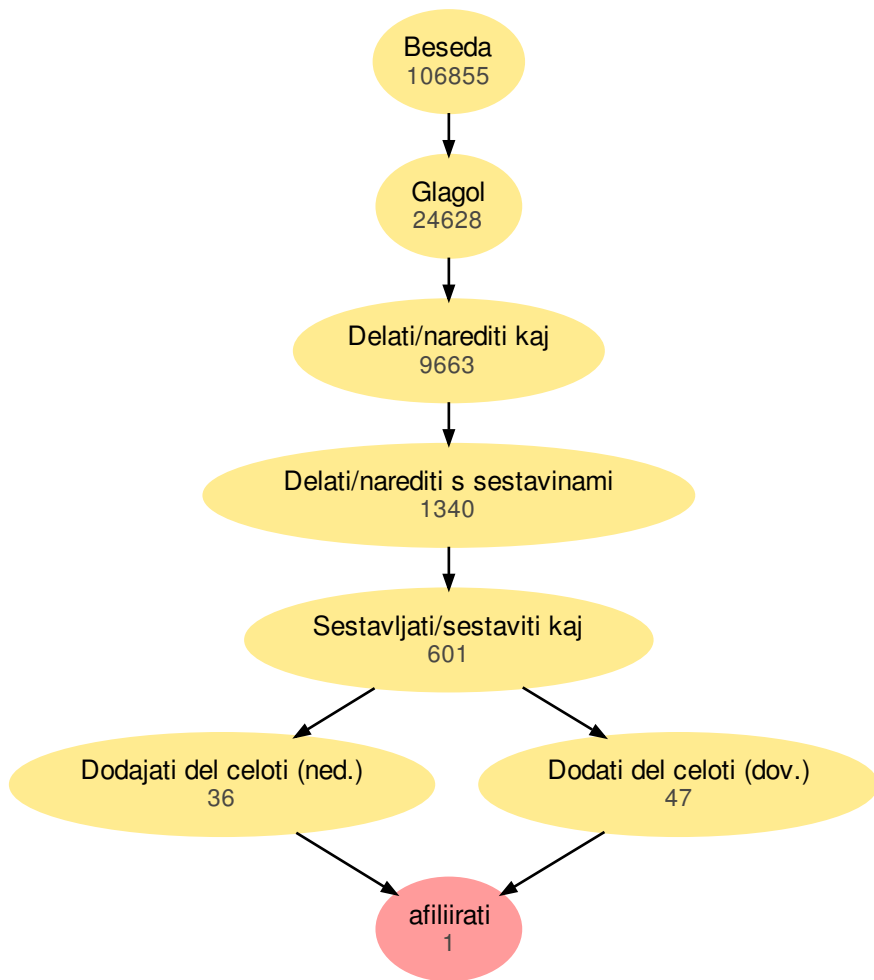 Beseda
106855
Glagol
24628
Delati/narediti kaj
9663
Delati/narediti s sestavinami
1340
Sestavljati/sestaviti kaj
601
Dodajati del celoti (ned.)
36
Dodati del celoti (dov.)
47
afiliirati
1